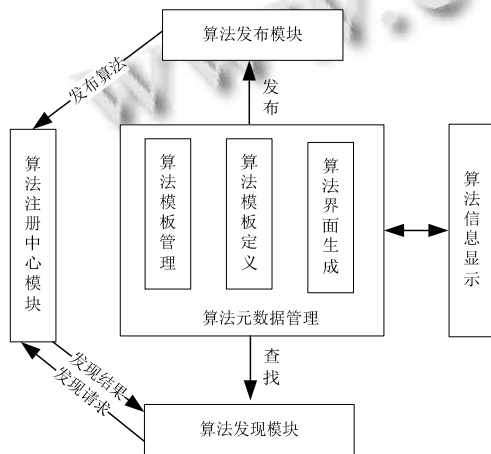 算法发布模块
发布算法
发布
算法注册中心模块
算法模板管理
算法模板定义
算法界面生成
算法信息显示
算法元数据管理
发现结果
发现请求
查找
算法发现模块